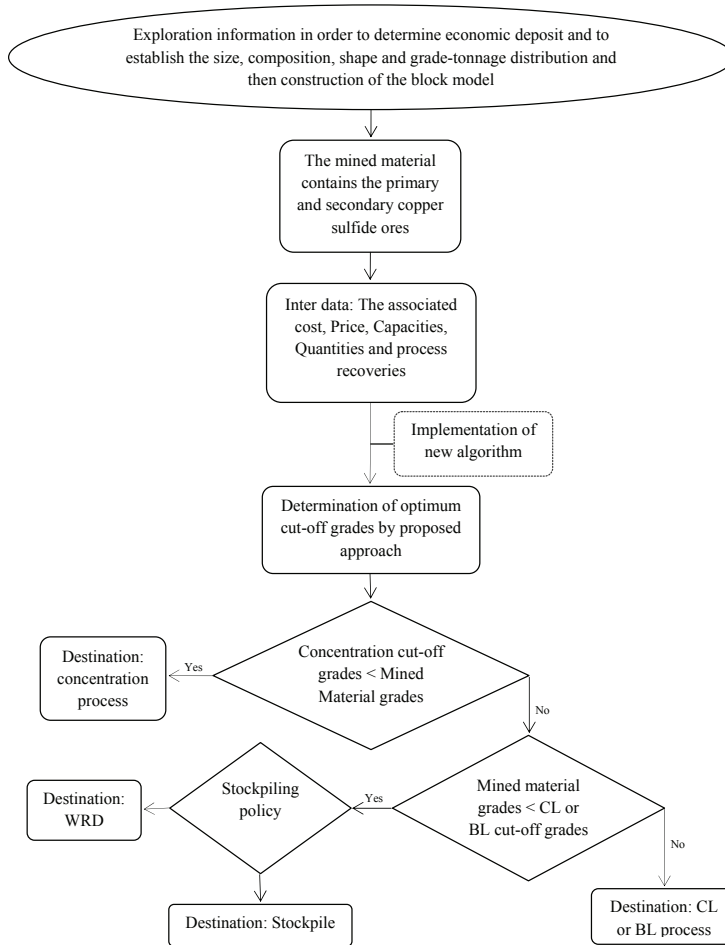 Exploration information in order to determine economic deposit and to
establish the size, composition, shape and grade-tonnage distribution and
then construction of the block model
The mined material
contains the primary
and secondary copper
sulfide ores
Inter data: The associated
cost, Price, Capacities,
Quantities and process
recoveries
Implementation of
new algorithm
Determination of optimum
cut-off grades by proposed
approach
Concentration cut-off
grades < Mined
Material grades
Yes
Destination:
concentration
process
No
Mined material
grades < CL or
BL cut-off grades
Yes
Stockpiling
policy
Destination:
WRD
No
Destination: Stockpile
Destination: CL
or BL process